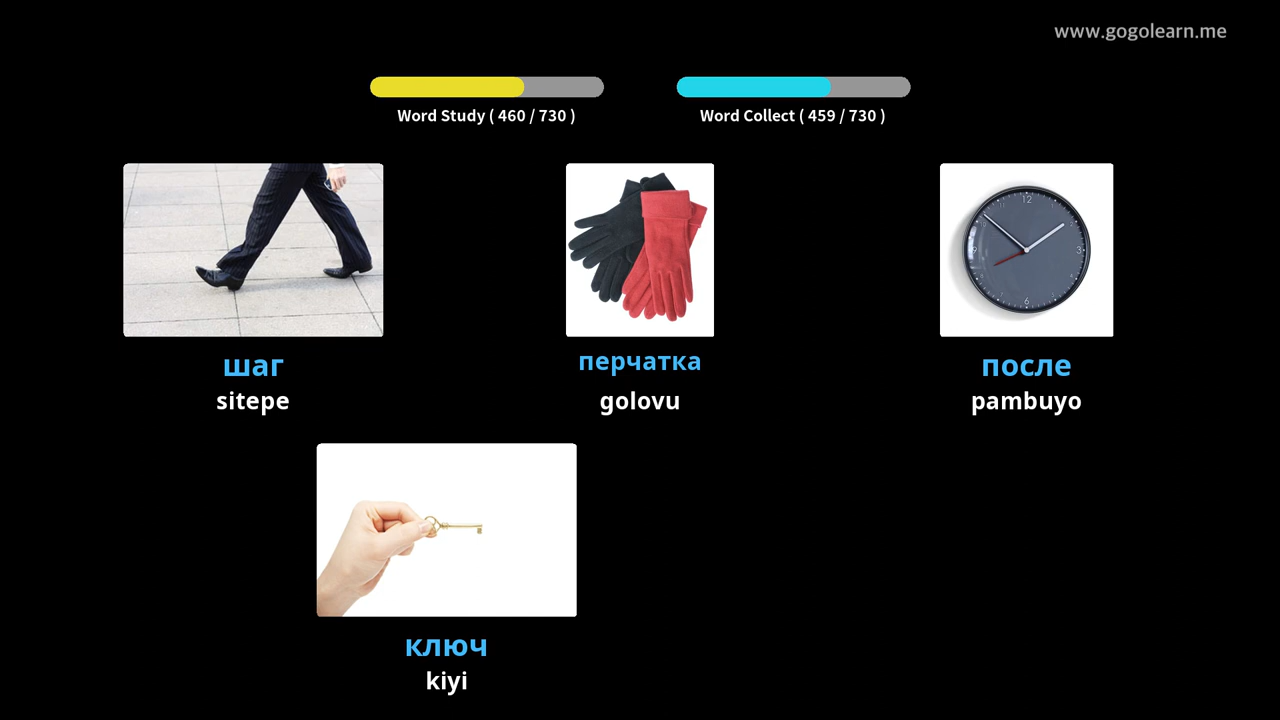 www.gogolearn.me
Word Study ( 460 / 730 )
Word Collect ( 459 / 730 )
шаг
sitepe
перчатка
golovu
после
pambuyo
ключ
kiyi